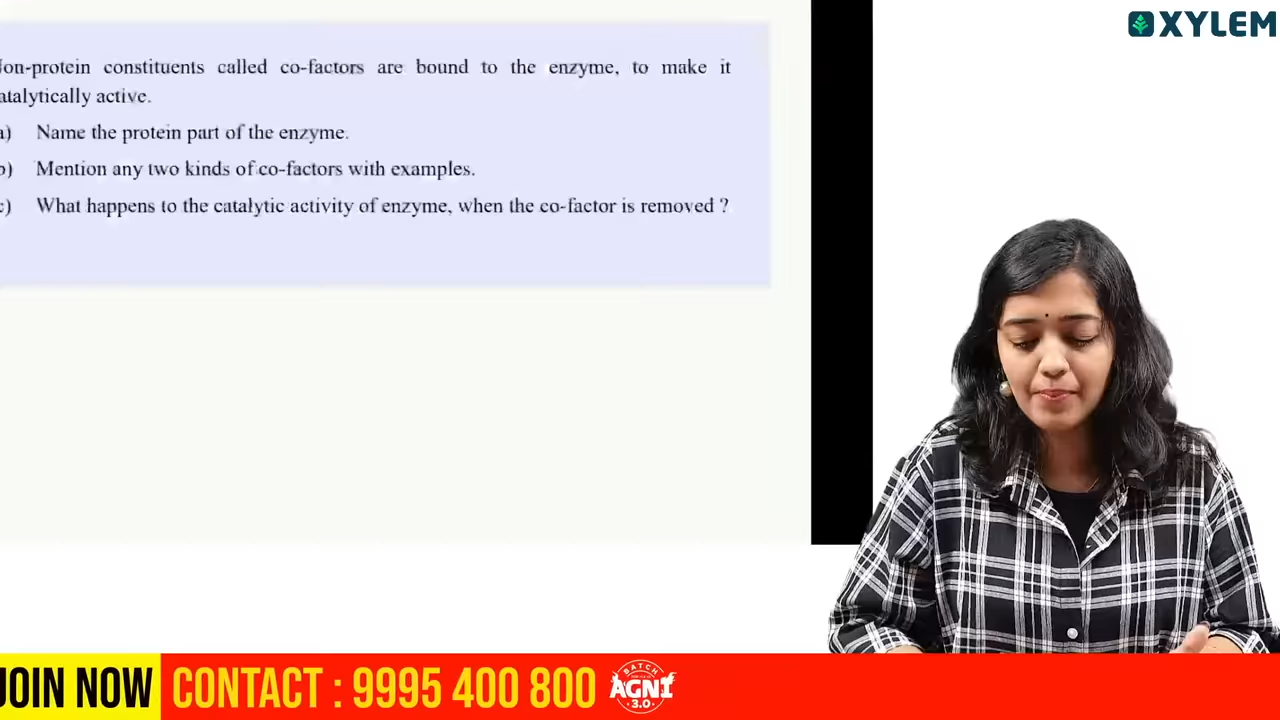 XYLEM
on-protein constituents called co-factors are bound to the enzyme, to make it
atalytically active.
a) Name the protein part of the enzyme.
b) Mention any two kinds of co-factors with examples.
c) What happens to the catalytic activity of enzyme, when the co-factor is removed ?
JOIN NOW CONTACT : 9995 400 800
BATCH
AGNI
3.0